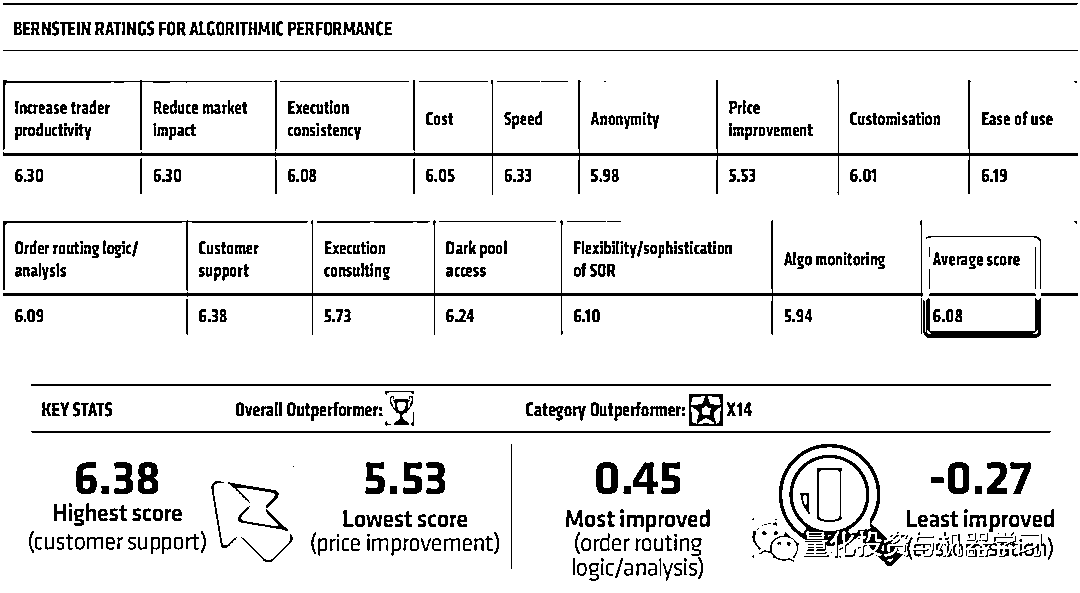 BERNSTEIN RATINGS FOR ALGORITHMIC PERFORMANCE
Increase trader productivity
Reduce market impact
Execution consistency
Cost
Speed
Anonymity
Price improvement
Customisation
Ease of use
6.30
6.30
6.08
6.05
6.33
5.98
5.53
6.01
6.19
Order routing logic/ analysis
Customer support
Execution consulting
Dark pool access
Flexibility/sophistication of SOR
Algo monitoring
Average score
6.09
6.38
5.73
6.24
6.10
5.94
6.08
KEY STATS
Overall Outperformer:
Category Outperformer:
X14
6.38
Highest score
(customer support)
5.53
Lowest score
(price improvement)
0.45
Most improved
(order routing
logic/analysis)
-0.27
Least improved
量化投资与机器学习